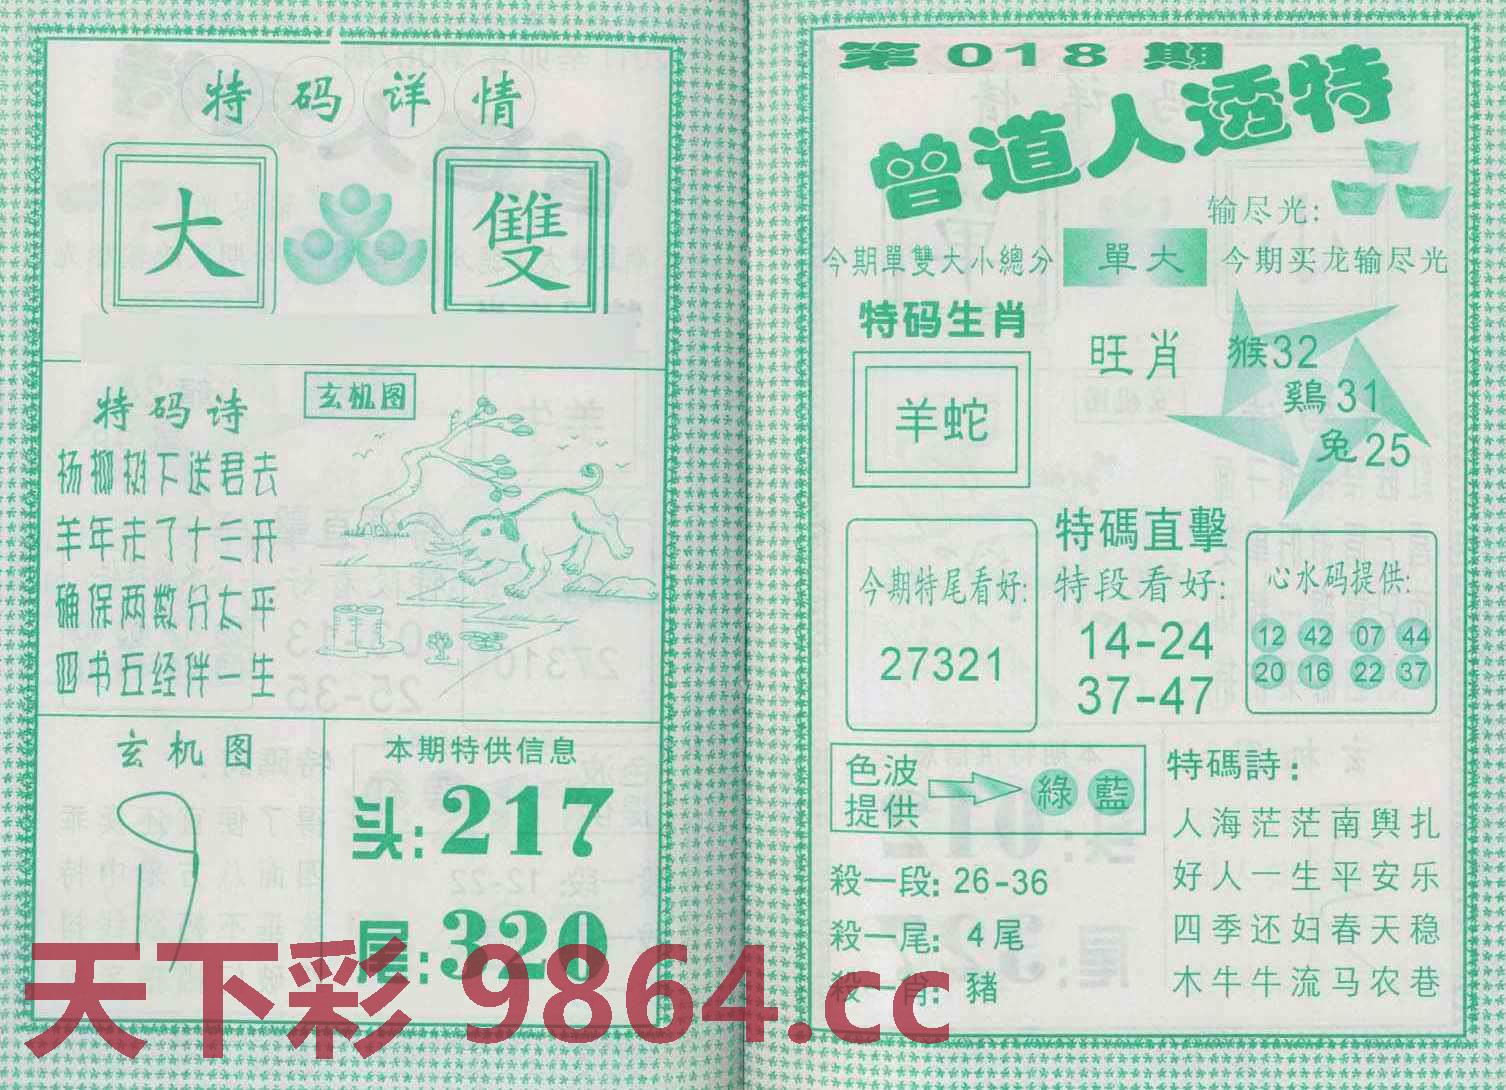 特码详情
大 雙
特码诗
玄机图
杨柳树下送君去
羊年未了十三开
确保两数分太平
四书五经伴一生
玄机图
本期特供信息
头:217
尾:320
第018期
曾道人透特
输尽光:
今期單雙大小總分 單大 今期买龙输尽光
特码生肖
羊蛇
旺肖
猴32
鷄31
兔25
今期特尾看好:
27321
特碼直擊
特段看好:
14-24
37-47
心水码提供:
12 42 07 44
20 16 22 37
色波
提供
綠 藍
殺一段: 26-36
殺一尾: 4尾
殺一肖: 豬
特碼詩:
人海茫茫南舆扎
好人一生平安乐
四季还妇春天稳
木牛牛流马农巷
天下彩 9864.cc